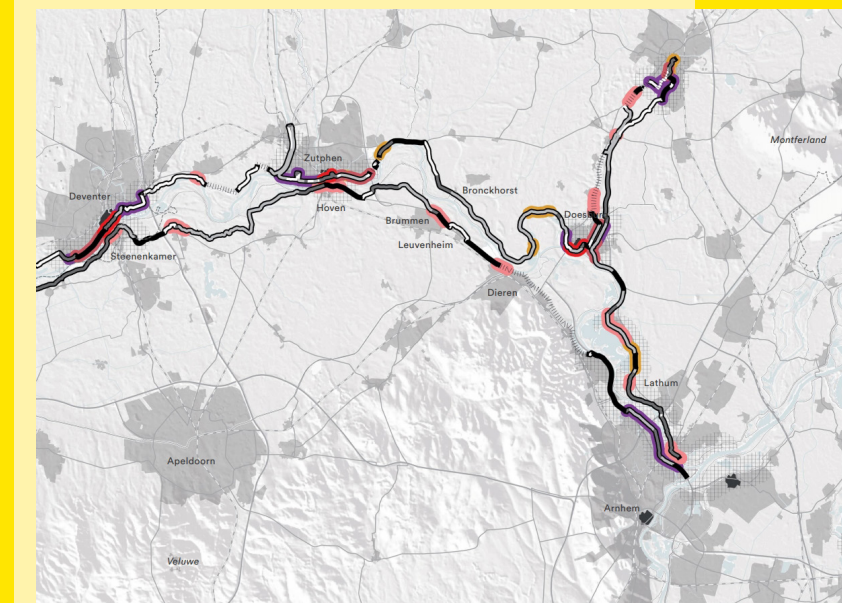 Montferland
Zutphen
Deventer
Bronckhorst
Hoven
Doesburg
Brummen
Leuvenheim
Steenenkamer
Dieren
Lathum
Apeldoorn
Arnhem
Veluwe